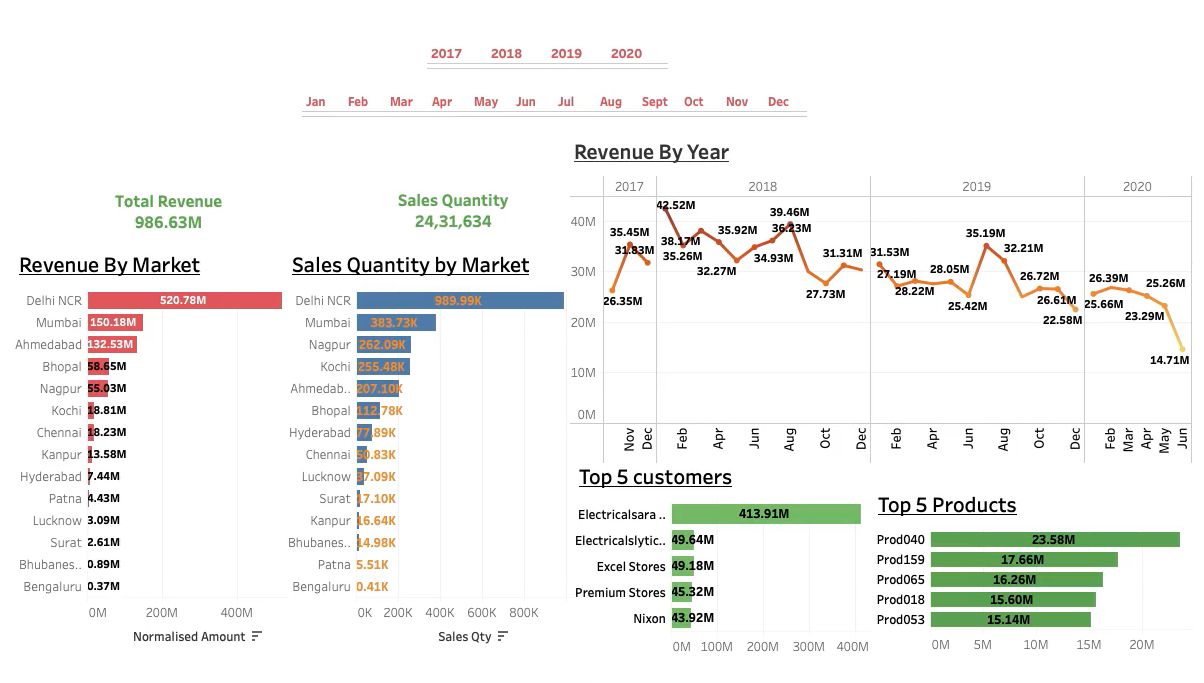 2017 2018 2019 2020
Jan Feb Mar Apr May Jun Jul Aug Sept Oct Nov Dec
Total Revenue
986.63M
Sales Quantity
24,31,634
Revenue By Market
Delhi NCR 520.78M
Mumbai 150.18M
Ahmedabad 132.53M
Bhopal 58.65M
Nagpur 55.03M
Kochi 18.81M
Chennai 18.23M
Kanpur 13.58M
Hyderabad 7.44M
Patna 4.43M
Lucknow 3.09M
Surat 2.61M
Bhubanes.. 0.89M
Bengaluru 0.37M
0M 200M 400M
Normalised Amount
Sales Quantity by Market
Delhi NCR 989.99K
Mumbai 383.73K
Nagpur 262.09K
Kochi 255.48K
Ahmedab.. 207.10K
Bhopal 112.78K
Hyderabad 77.89K
Chennai 50.83K
Lucknow 37.09K
Surat 17.10K
Kanpur 16.64K
Bhubanes.. 14.98K
Patna 5.51K
Bengaluru 0.41K
0K 200K 400K 600K 800K
Sales Qty
Revenue By Year
2017 2018 2019 2020
40M
30M
20M
10M
0M
26.35M 35.45M 31.83M
42.52M 35.26M 38.17M 35.92M 32.27M 34.93M 36.23M 39.46M 27.73M 31.31M
31.53M 27.19M 28.22M 28.05M 25.42M 35.19M 32.21M 26.72M 26.61M 22.58M
25.66M 26.39M 23.29M 25.26M 14.71M
Nov Dec Feb Apr Jun Aug Oct Dec Feb Apr Jun Aug Oct Dec Feb Mar Apr May Jun
Top 5 customers
Electricalsara .. 413.91M
Electricalslytic.. 49.64M
Excel Stores 49.18M
Premium Stores 45.32M
Nixon 43.92M
0M 100M 200M 300M 400M
Top 5 Products
Prod040 23.58M
Prod159 17.66M
Prod065 16.26M
Prod018 15.60M
Prod053 15.14M
0M 5M 10M 15M 20M